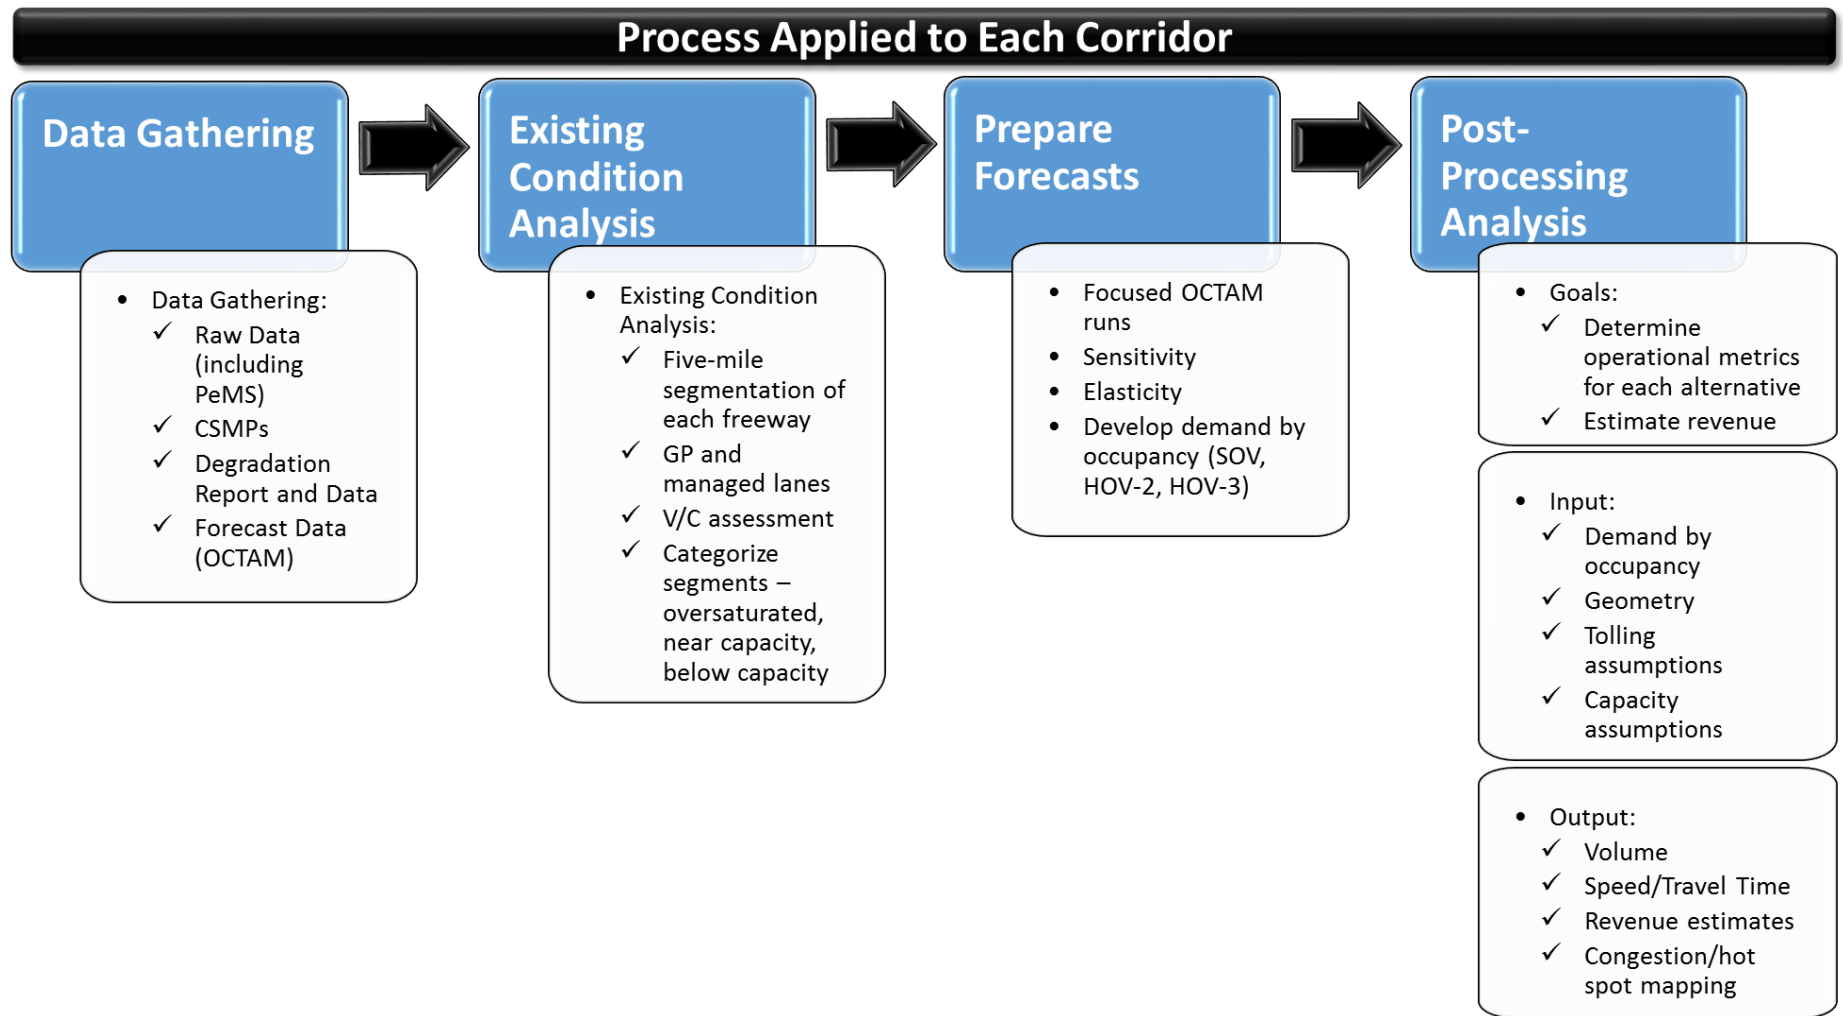 Process Applied to Each Corridor
Data Gathering
• Data Gathering:
✓ Raw Data
(including
PeMS)
✓ CSMPs
✓ Degradation
Report and Data
✓ Forecast Data
(OCTAM)
Existing
Condition
Analysis
• Existing Condition
Analysis:
✓ Five-mile
segmentation of
each freeway
✓ GP and
managed lanes
✓ V/C assessment
✓ Categorize
segments –
oversaturated,
near capacity,
below capacity
Prepare
Forecasts
• Focused OCTAM
runs
• Sensitivity
• Elasticity
• Develop demand by
occupancy (SOV,
HOV-2, HOV-3)
Post-
Processing
Analysis
• Goals:
✓ Determine
operational metrics
for each alternative
✓ Estimate revenue
• Input:
✓ Demand by
occupancy
✓ Geometry
✓ Tolling
assumptions
✓ Capacity
assumptions
• Output:
✓ Volume
✓ Speed/Travel Time
✓ Revenue estimates
✓ Congestion/hot
spot mapping